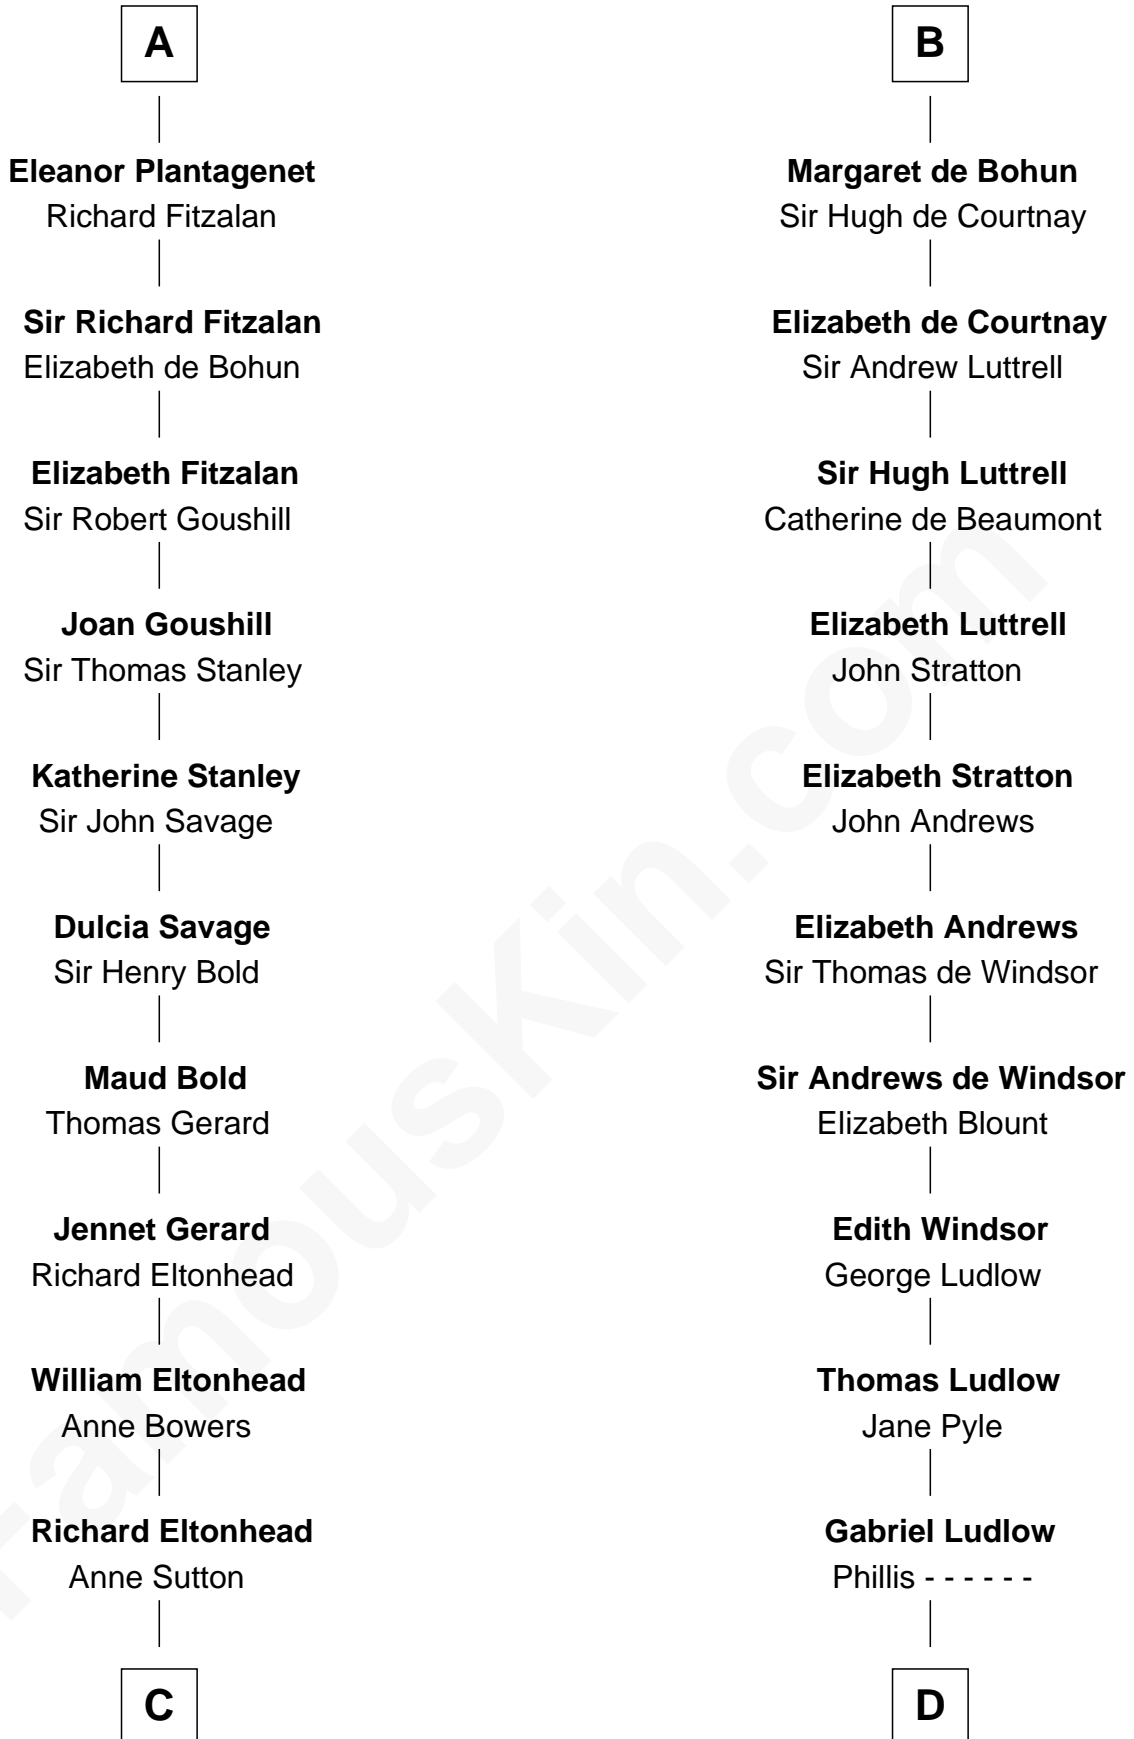 A
Eleanor Plantagenet
Richard Fitzalan
Sir Richard Fitzalan
Elizabeth de Bohun
Elizabeth Fitzalan
Sir Robert Goushill
Joan Goushill
Sir Thomas Stanley
Katherine Stanley
Sir John Savage
Dulcia Savage
Sir Henry Bold
Maud Bold
Thomas Gerard
Jennet Gerard
Richard Eltonhead
William Eltonhead
Anne Bowers
Richard Eltonhead
Anne Sutton
C
B
Margaret de Bohun
Sir Hugh de Courtnay
Elizabeth de Courtnay
Sir Andrew Luttrell
Sir Hugh Luttrell
Catherine de Beaumont
Elizabeth Luttrell
John Stratton
Elizabeth Stratton
John Andrews
Elizabeth Andrews
Sir Thomas de Windsor
Sir Andrews de Windsor
Elizabeth Blount
Edith Windsor
George Ludlow
Thomas Ludlow
Jane Pyle
Gabriel Ludlow
Phillis - - - - - -
D
FamousKin.com